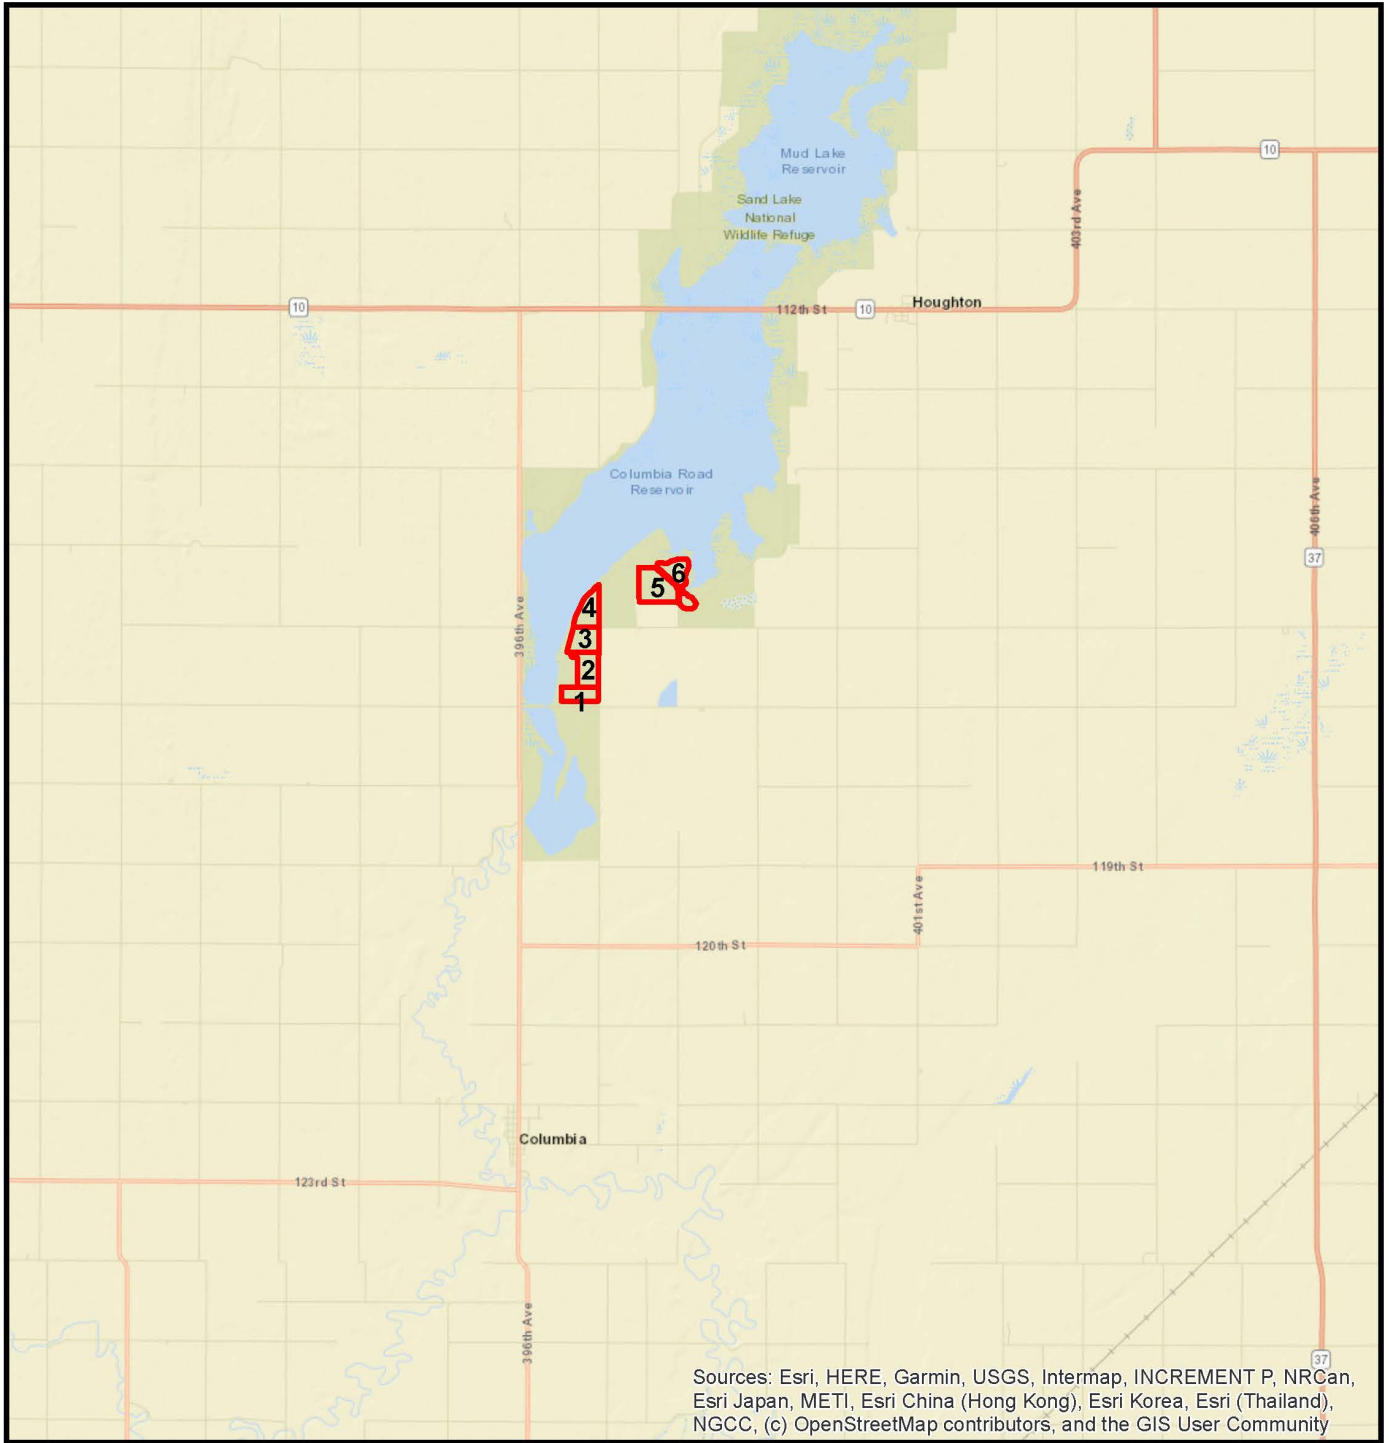 Mud Lake
Reservoir
10
403rd Ave
Sand Lake
National
Wildlife Refuge
10
112th St
10
Houghton
Columbia Road
Reservoir
406th Ave
37
6
5
4
396th Ave
3
2
1
119th St
401st Ave
120th St
Columbia
123rd St
396th Ave
37
Sources: Esri, HERE, Garmin, USGS, Intermap, INCREMENT P, NRCan,
Esri Japan, METI, Esri China (Hong Kong), Esri Korea, Esri (Thailand),
NGCC, (c) OpenStreetMap contributors, and the GIS User Community